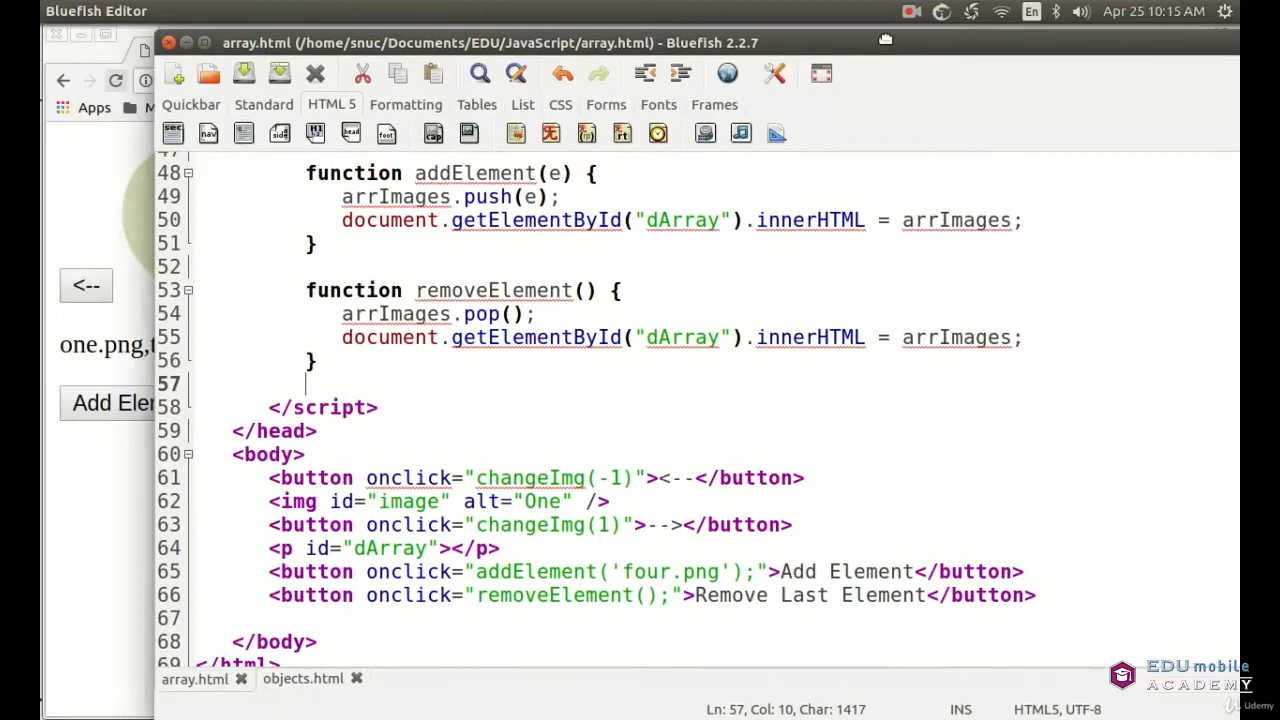 Bluefish Editor
En
Apr 25 10:15 AM
array.html (/home/snuc/Documents/EDU/JavaScript/array.html) - Bluefish 2.2.7
Apps
Quickbar Standard HTML 5 Formatting Tables List CSS Forms Fonts Frames
48 function addElement(e) {
49 arrImages.push(e);
50 document.getElementById("dArray").innerHTML = arrImages;
51 }
52
53 function removeElement() {
54 arrImages.pop();
55 document.getElementById("dArray").innerHTML = arrImages;
56 }
57
58 </script>
59 </head>
60 <body>
61 <button onclick="changeImg(-1)"><--</button>
62 <img id="image" alt="One" />
63 <button onclick="changeImg(1)">--></button>
64 <p id="dArray"></p>
65 <button onclick="addElement('four.png');">Add Element</button>
66 <button onclick="removeElement();">Remove Last Element</button>
67
68 </body>
69 </html>
<--
one.png,
Add
array.html objects.html
Ln: 57, Col: 10, Char: 1417 INS HTML5, UTF-8
EDUmobile
ACADEMY
Udemy